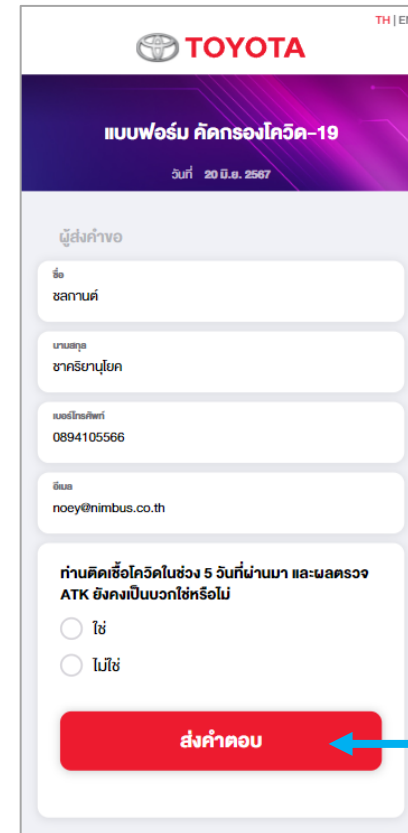 TH | EN
TOYOTA
แบบฟอร์ม คัดกรองโควิด-19
วันที่ 20 มิ.ย. 2567
ผู้ส่งคำขอ
ชื่อ
ชลกานต์
นามสกุล
ชาคริยานุโยค
เบอร์โทรศัพท์
0894105566
อีเมล
noey@nimbus.co.th
ท่านติดเชื้อโควิดในช่วง 5 วันที่ผ่านมา และผลตรวจ
ATK ยังคงเป็นบวกใช่หรือไม่
ใช่
ไม่ใช่
ส่งคำตอบ